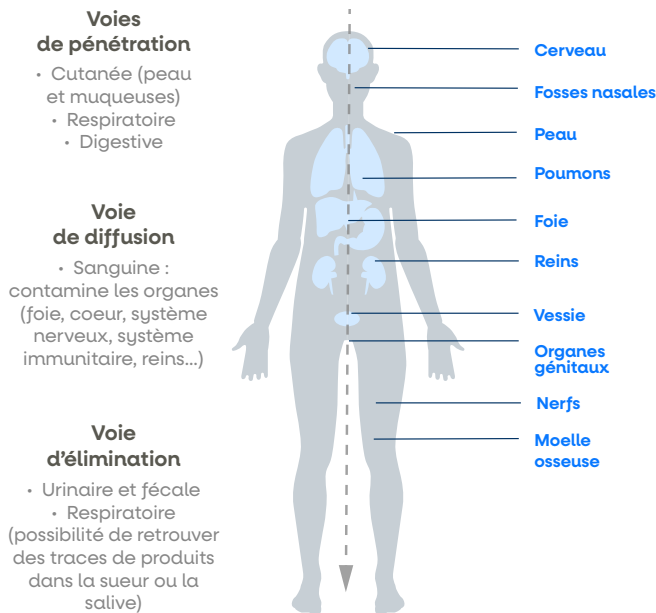 Voies
de pénétration
• Cutanée (peau
et muqueuses)
• Respiratoire
• Digestive
Voie
de diffusion
• Sanguine :
contamine les organes
(foie, coeur, système
nerveux, système
immunitaire, reins...)
Voie
d'élimination
• Urinaire et fécale
• Respiratoire
(possibilité de retrouver
des traces de produits
dans la sueur ou la
salive)
Cerveau
Fosses nasales
Peau
Poumons
Foie
Reins
Vessie
Organes
génitaux
Nerfs
Moelle
osseuse